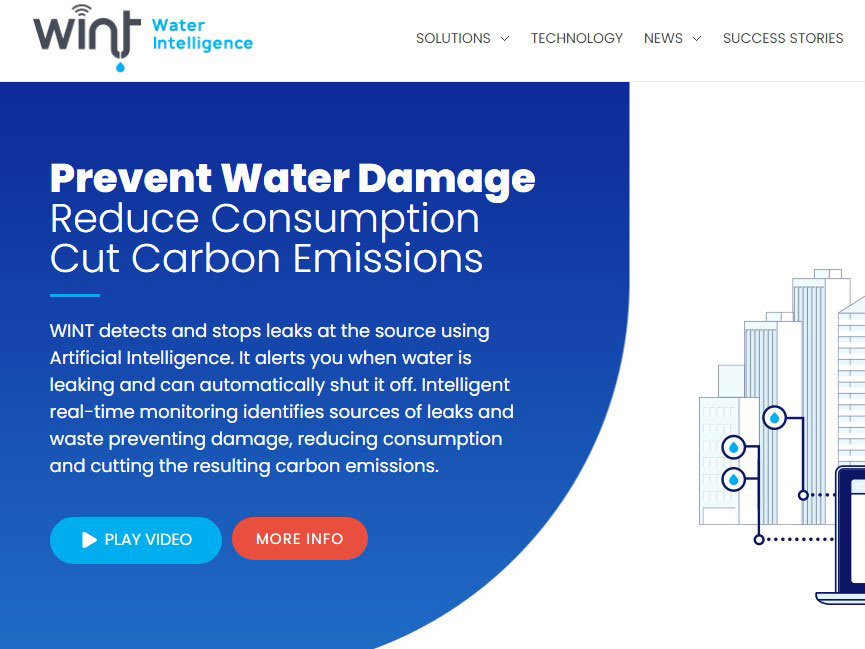 wint Water
Intelligence
SOLUTIONS TECHNOLOGY NEWS SUCCESS STORIES
Prevent Water Damage
Reduce Consumption
Cut Carbon Emissions
WINT detects and stops leaks at the source using
Artificial Intelligence. It alerts you when water is
leaking and can automatically shut it off. Intelligent
real-time monitoring identifies sources of leaks and
waste preventing damage, reducing consumption
and cutting the resulting carbon emissions.
PLAY VIDEO MORE INFO